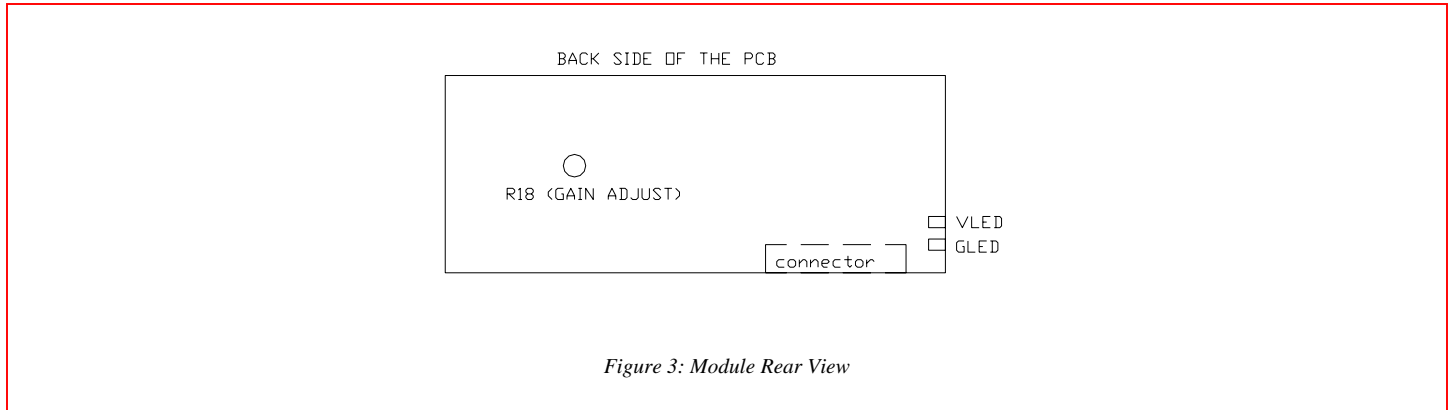 BACK SIDE OF THE PCB
R18 (GAIN ADJUST)
VLED
GLED
connector
Figure 3: Module Rear View